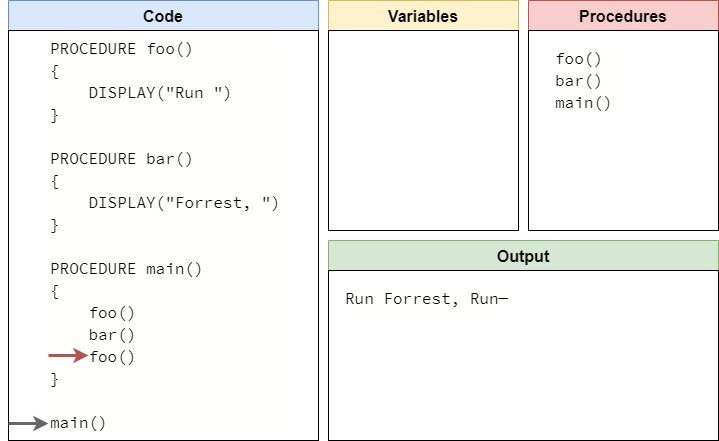 Code
PROCEDURE foo()
{
    DISPLAY("Run ")
}
PROCEDURE bar()
{
    DISPLAY("Forrest, ")
}
PROCEDURE main()
{
    foo()
    bar()
    foo()
}
main()
Variables
Procedures
foo()
bar()
main()
Output
Run Forrest, Run—